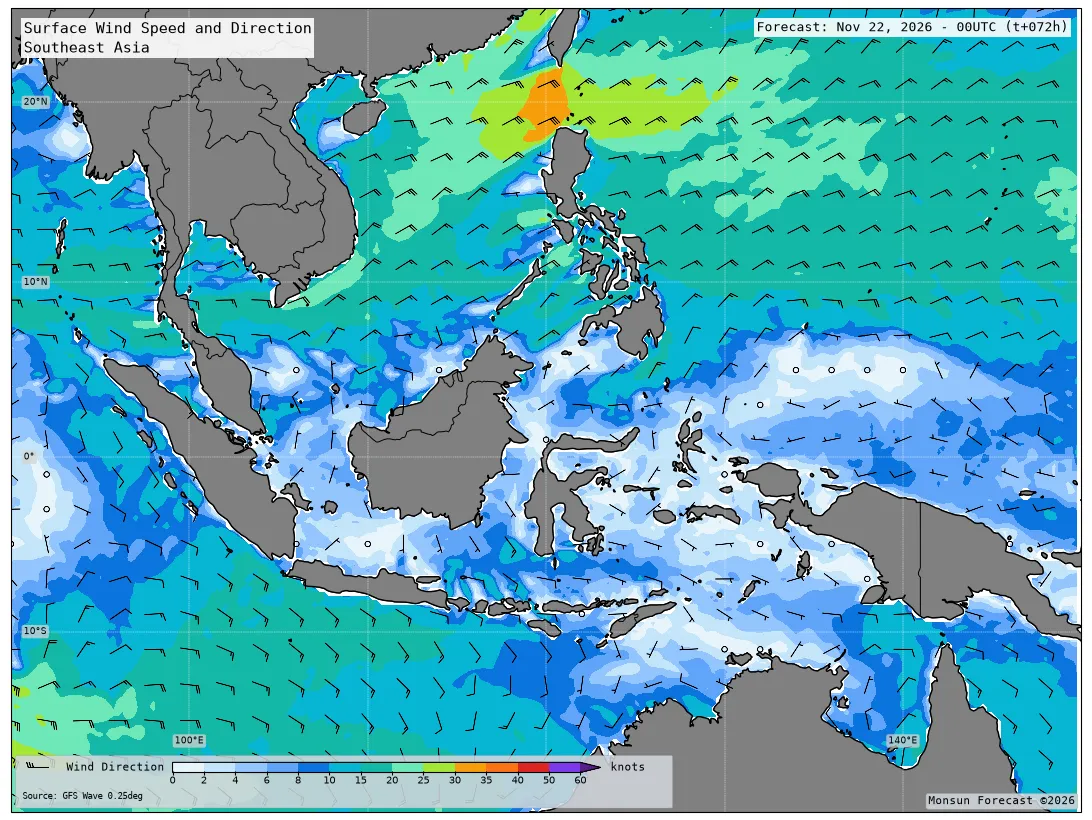 Surface Wind Speed and Direction
Southeast Asia
Forecast: Nov 22, 2026 - 00UTC (t+072h)
20°N
10°N
0°
10°S
100°E
140°E
Wind Direction
knots
0 2 4 6 8 10 15 20 25 30 35 40 50 60
Source: GFS Wave 0.25deg
Monsun Forecast ©2026